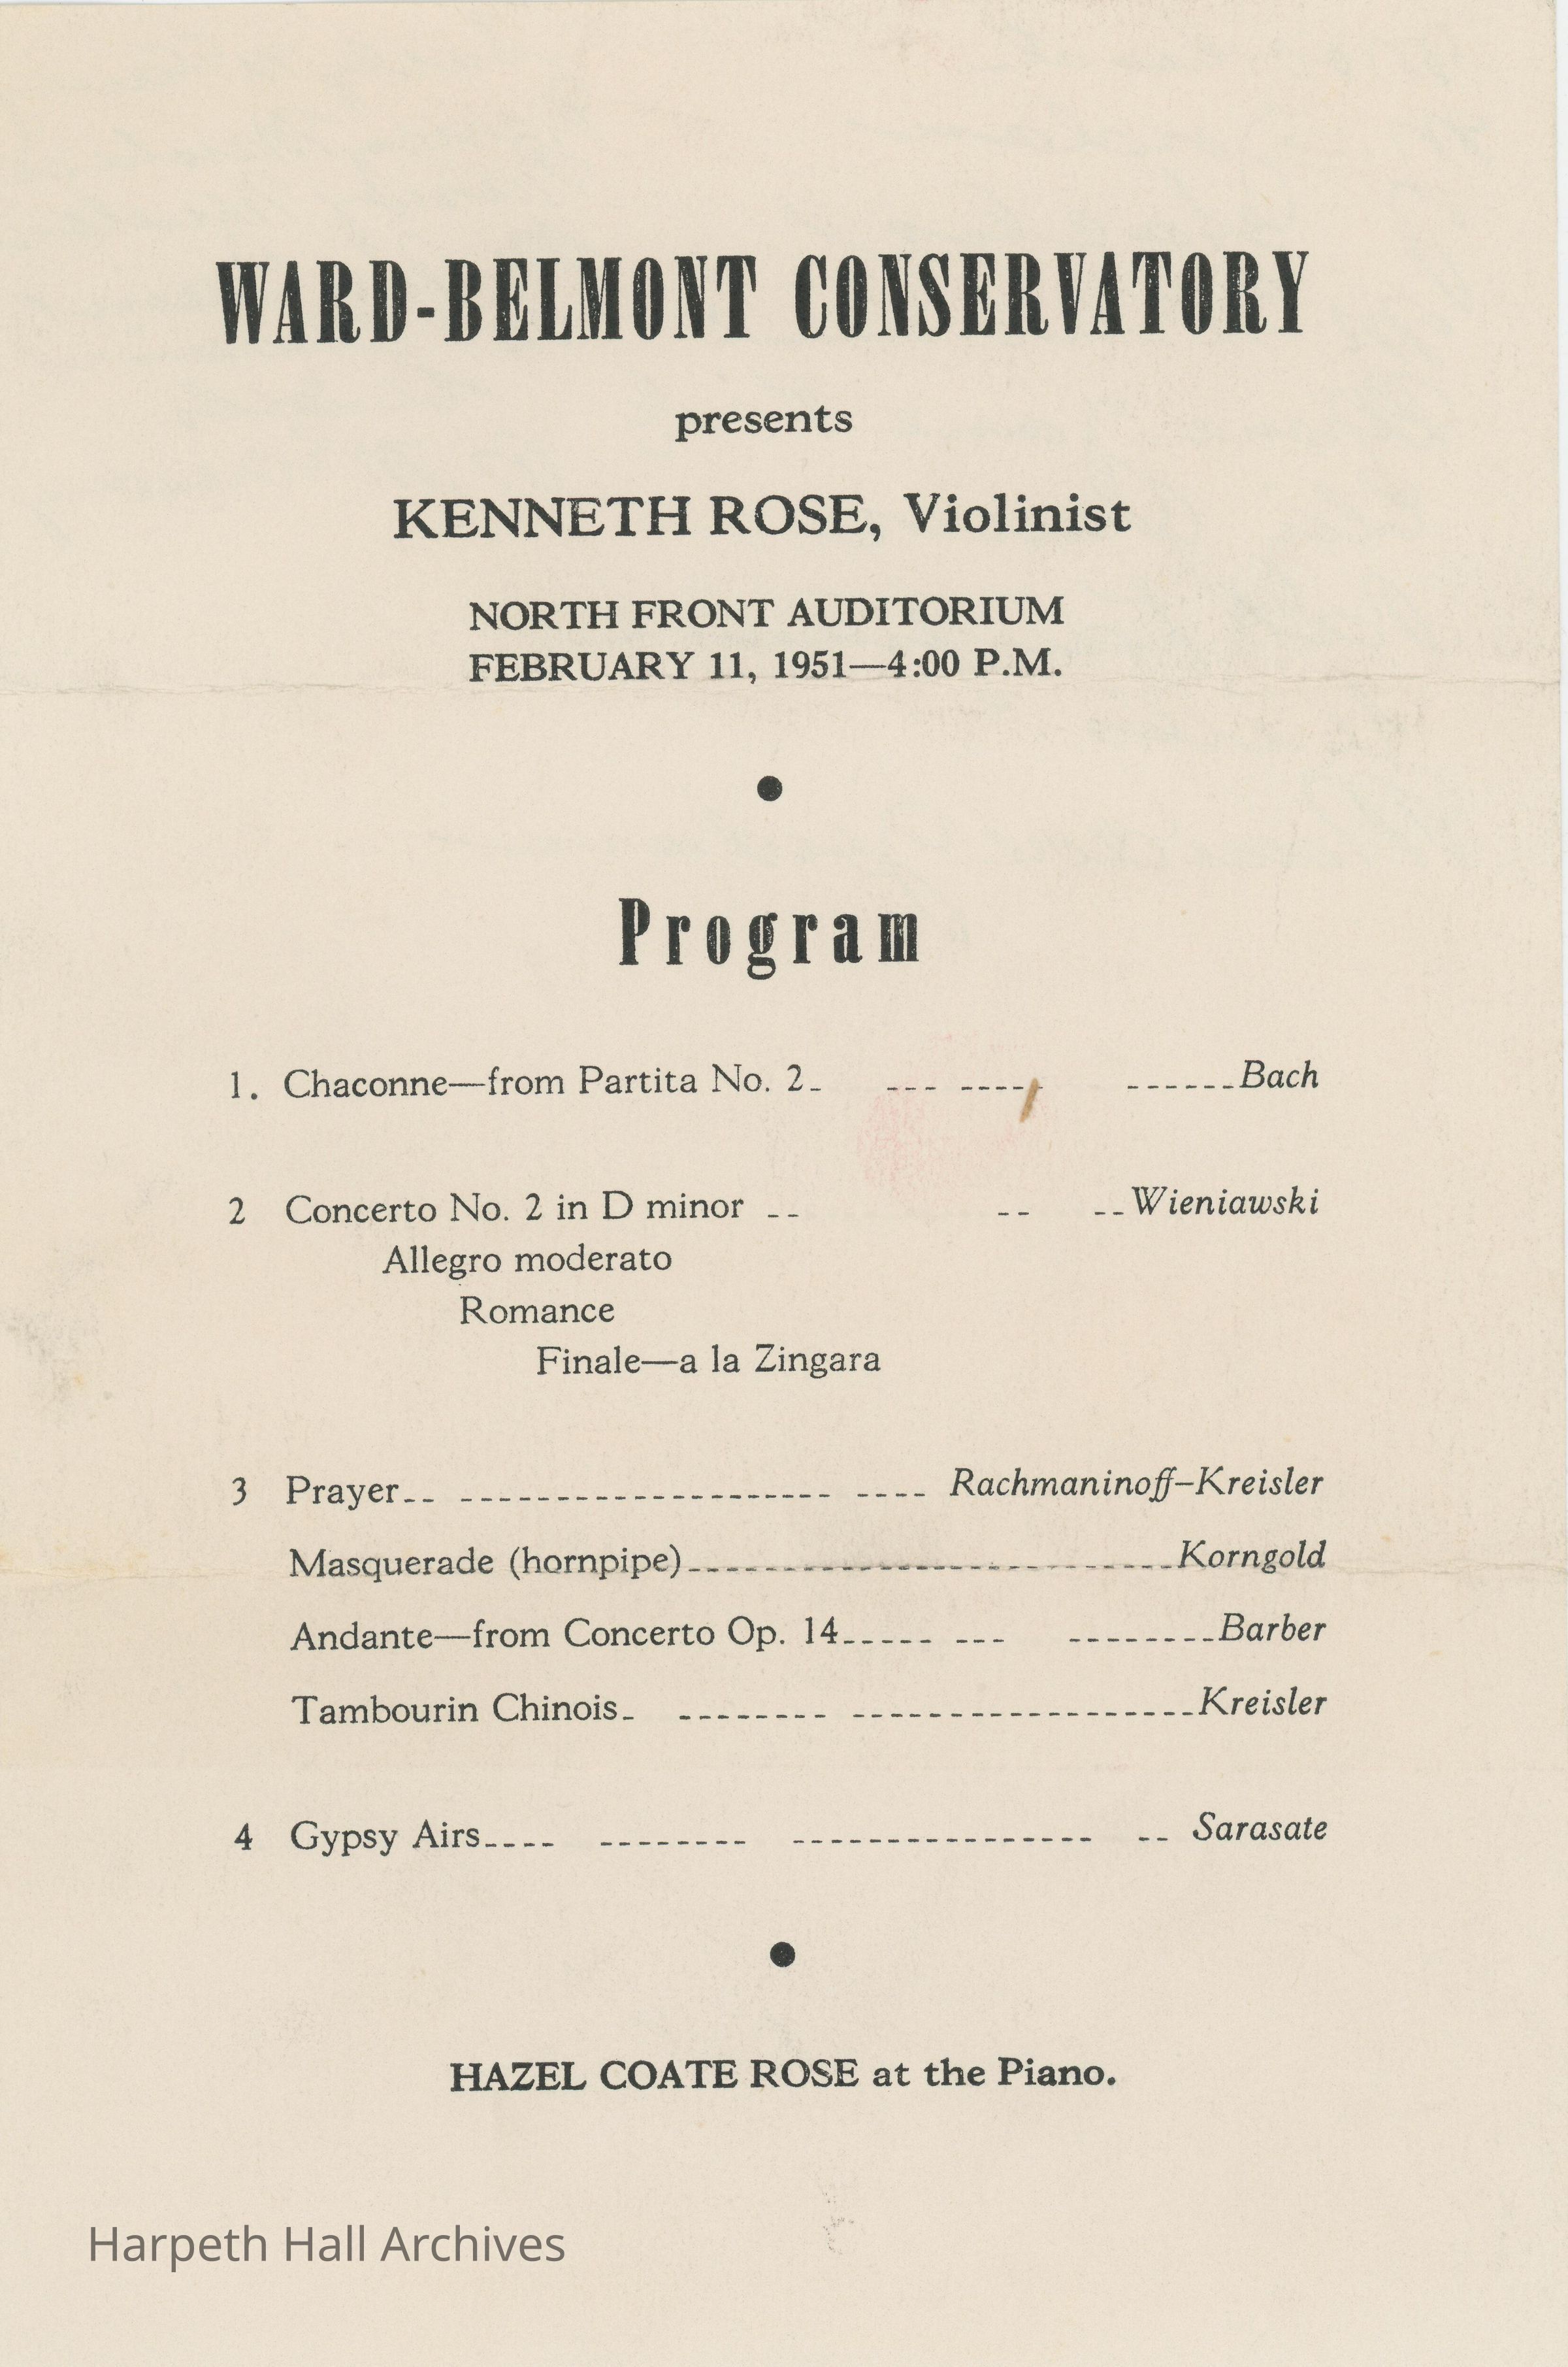 WARD-BELMONT CONSERVATORY
presents
KENNETH ROSE, Violinist
NORTH FRONT AUDITORIUM
FEBRUARY 11, 1951—4:00 P.M.
Program
1. Chaconne—from Partita No. 2 Bach
2 Concerto No. 2 in D minor Wieniawski
Allegro moderato
Romance
Finale—a la Zingara
3 Prayer Rachmaninoff–Kreisler
Masquerade (hornpipe) Korngold
Andante—from Concerto Op. 14 Barber
Tambourin Chinois Kreisler
4 Gypsy Airs Sarasate
HAZEL COATE ROSE at the Piano.
Harpeth Hall Archives